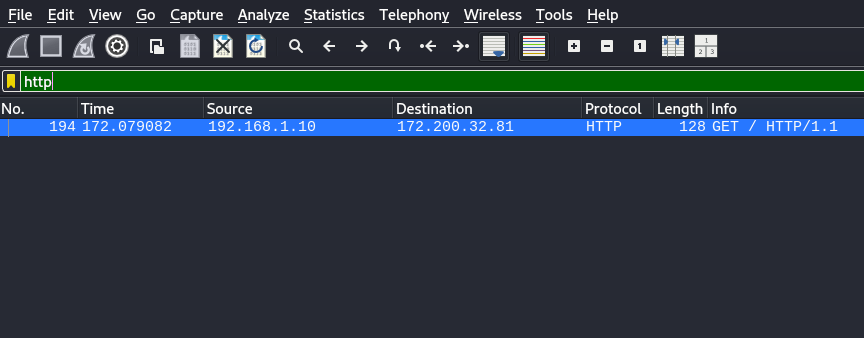 File Edit View Go Capture Analyze Statistics Telephony Wireless Tools Help
http
No. Time Source Destination Protocol Length Info
194 172.079082 192.168.1.10 172.200.32.81 HTTP 128 GET / HTTP/1.1